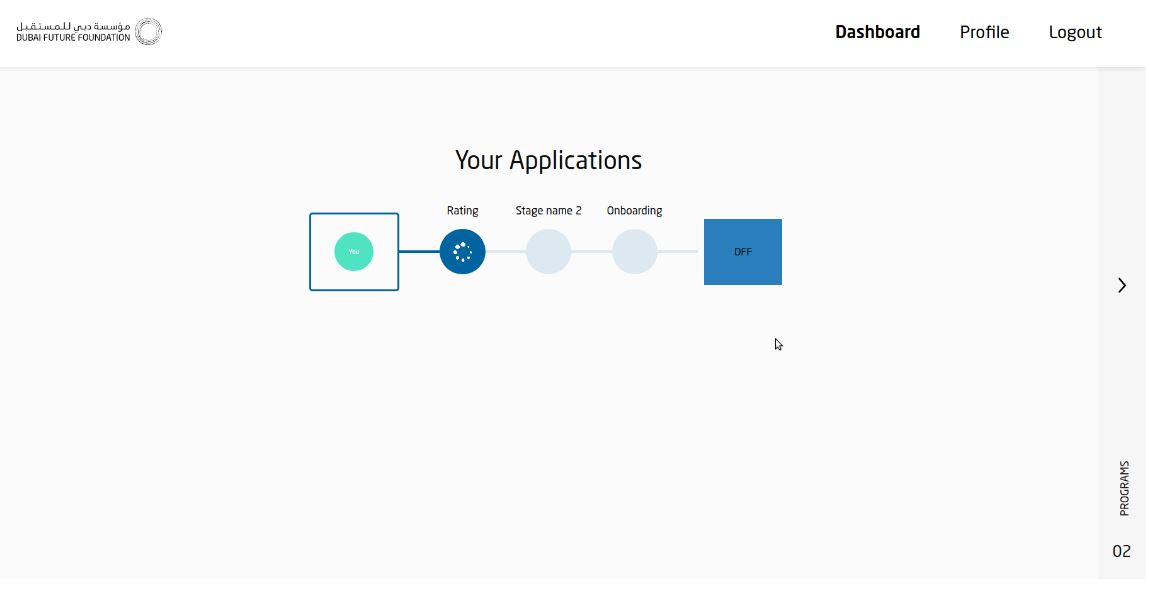 مؤسسة دبي للمستقبل
DUBAI FUTURE FOUNDATION
Dashboard
Profile
Logout
Your Applications
Rating
Stage name 2
Onboarding
You
DFF
PROGRAMS
02